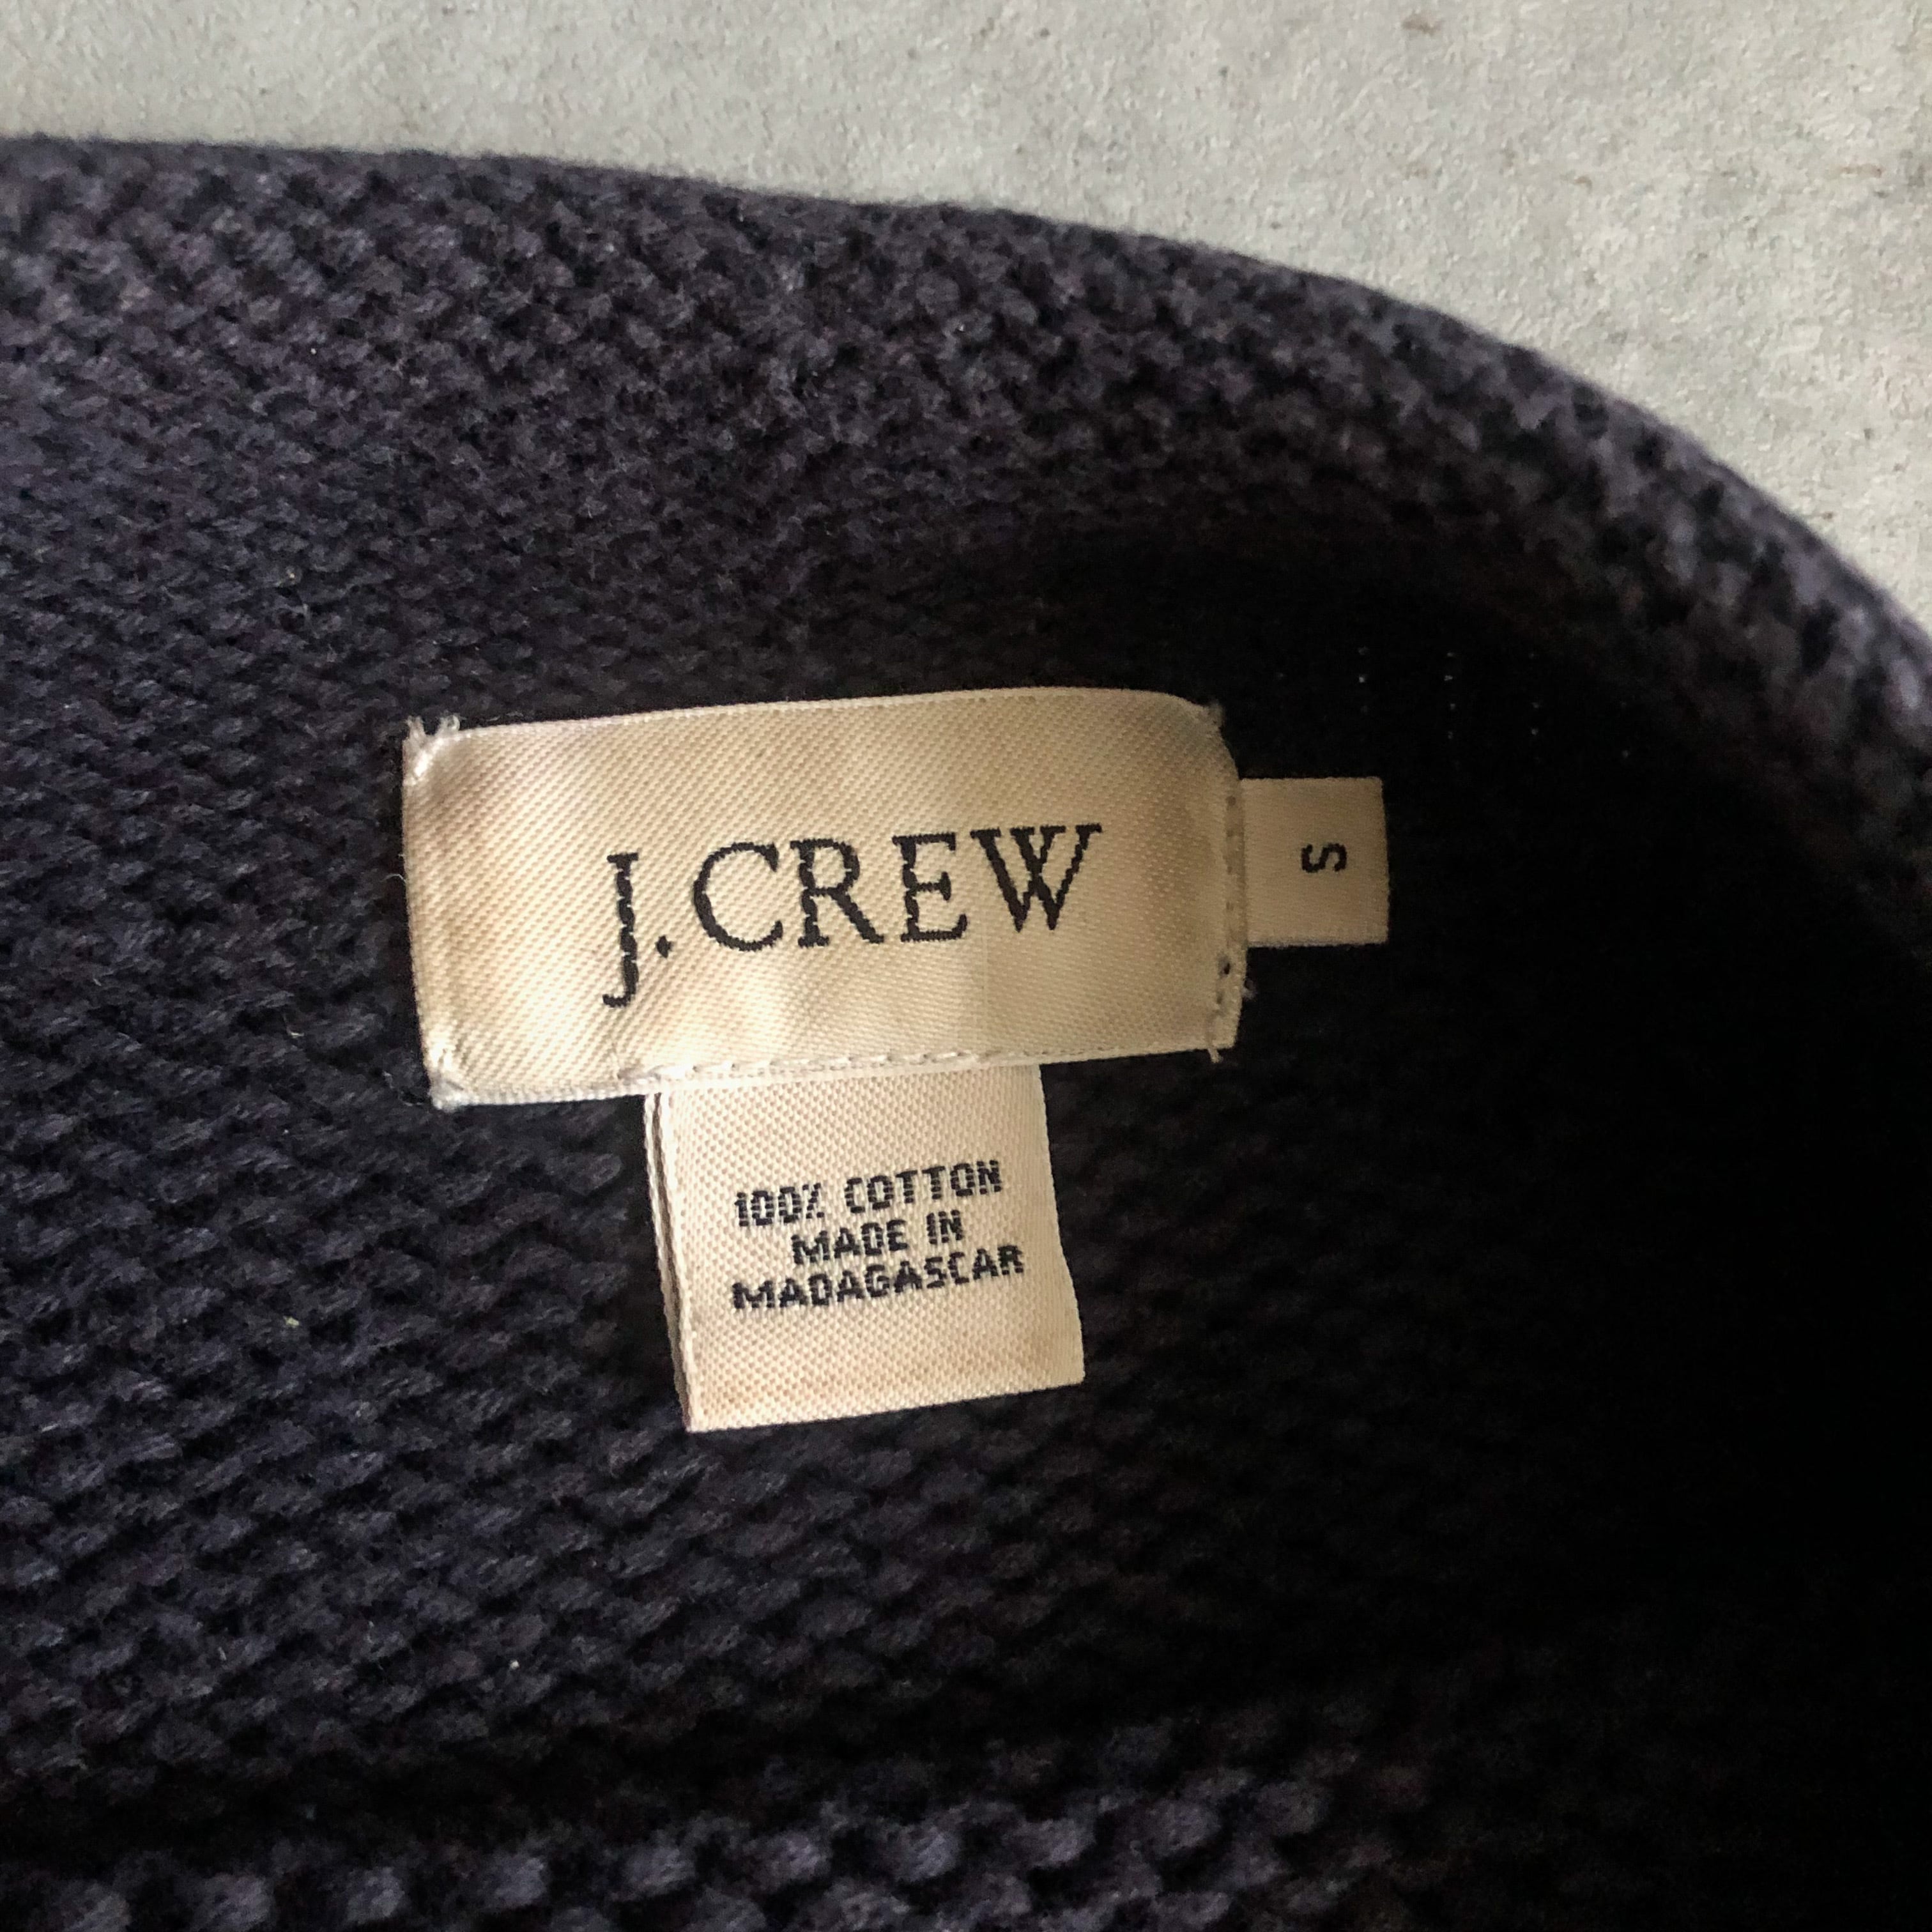 J.CREW
S
100% COTTON
MADE IN
MADAGASCAR